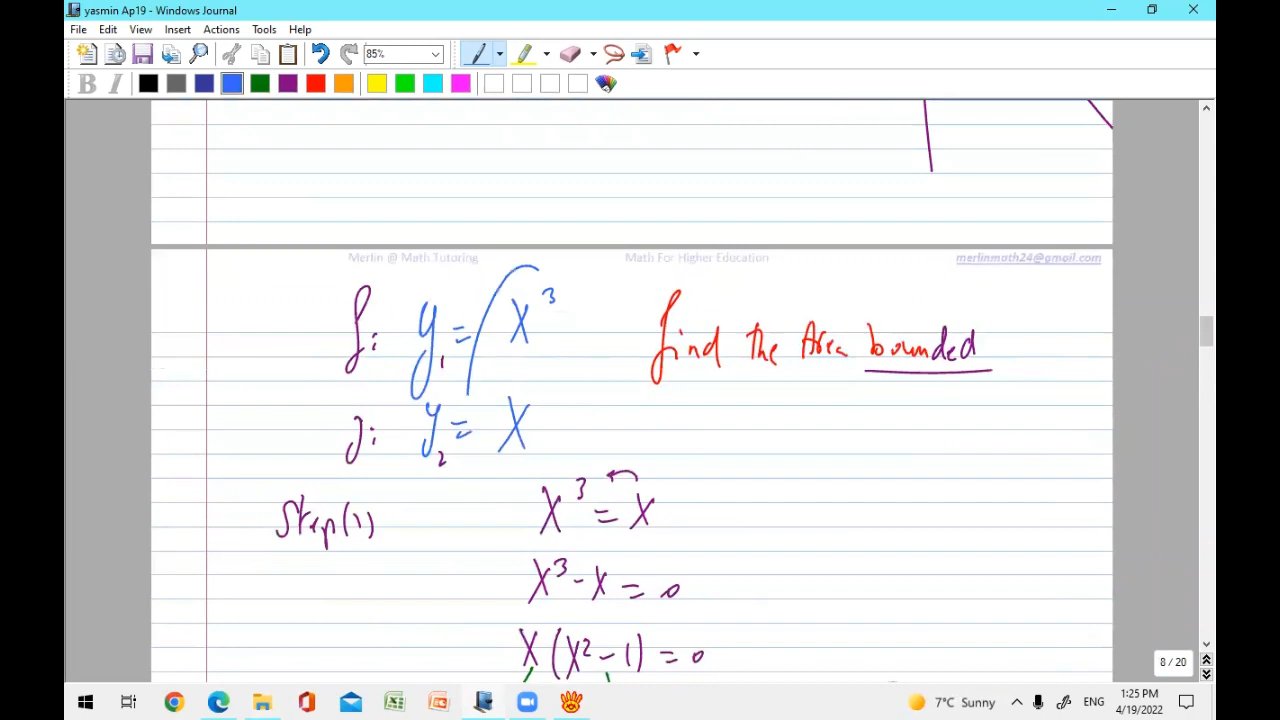 yasmin Ap19 - Windows Journal
File Edit View Insert Actions Tools Help
85%
B I
Merlin @ Math Tutoring Math For Higher Education merlinmath24@gmail.com
f: y₁ = x³ find the Area bounded
g: y₂ = x
Step(1) x³ = x
x³ - x = 0
x(x² - 1) = 0
8 / 20
7°C Sunny
1:25 PM
4/19/2022